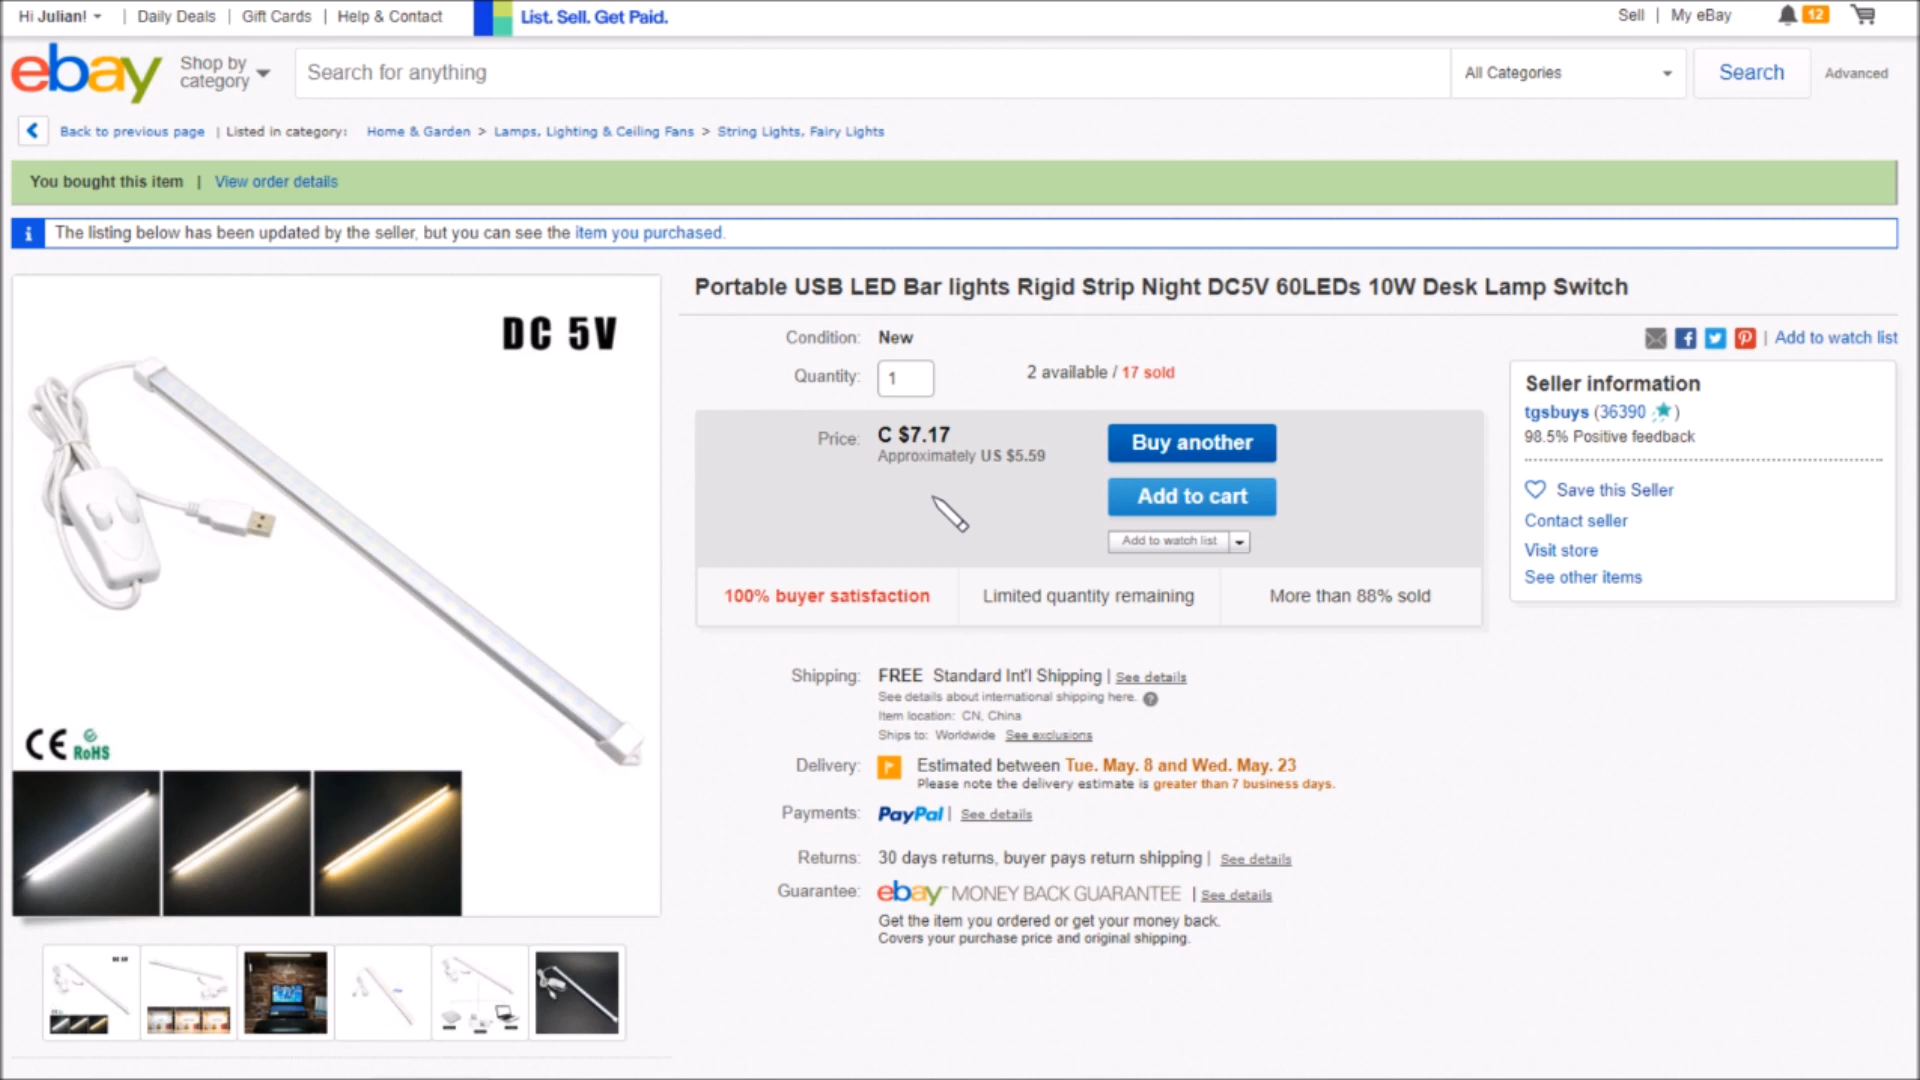 Hi Julian! | Daily Deals | Gift Cards | Help & Contact List. Sell. Get Paid. Sell | My eBay 12
ebay Shop by category Search for anything All Categories Search Advanced
Back to previous page | Listed in category: Home & Garden > Lamps, Lighting & Ceiling Fans > String Lights, Fairy Lights
You bought this item | View order details
i The listing below has been updated by the seller, but you can see the item you purchased.
DC 5V
CE RoHS
Portable USB LED Bar lights Rigid Strip Night DC5V 60LEDs 10W Desk Lamp Switch
Condition: New
Quantity: 1 2 available / 17 sold
Price: C $7.17
Approximately US $5.59
Buy another
Add to cart
Add to watch list
100% buyer satisfaction Limited quantity remaining More than 88% sold
| Add to watch list
Seller information
tgsbuys (36390)
98.5% Positive feedback
Save this Seller
Contact seller
Visit store
See other items
Shipping: FREE Standard Int'l Shipping | See details
See details about international shipping here. ?
Item location: CN, China
Ships to: Worldwide See exclusions
Delivery: Estimated between Tue. May. 8 and Wed. May. 23
Please note the delivery estimate is greater than 7 business days.
Payments: PayPal | See details
Returns: 30 days returns, buyer pays return shipping | See details
Guarantee: ebay MONEY BACK GUARANTEE | See details
Get the item you ordered or get your money back.
Covers your purchase price and original shipping.